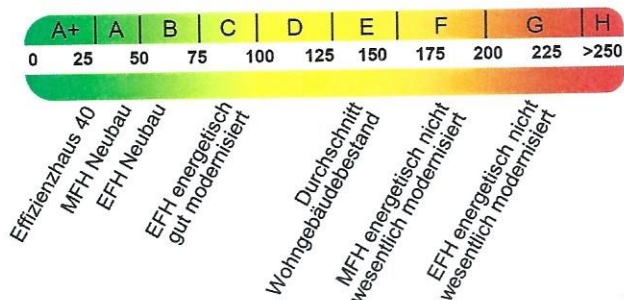 A+ A B C D E F G H
0 25 50 75 100 125 150 175 200 225 >250
Effizienzhaus 40
MFH Neubau
EFH Neubau
EFH energetisch
gut modernisiert
Durchschnitt
Wohngebäudebestand
MFH energetisch nicht
wesentlich modernisiert
EFH energetisch nicht
wesentlich modernisiert